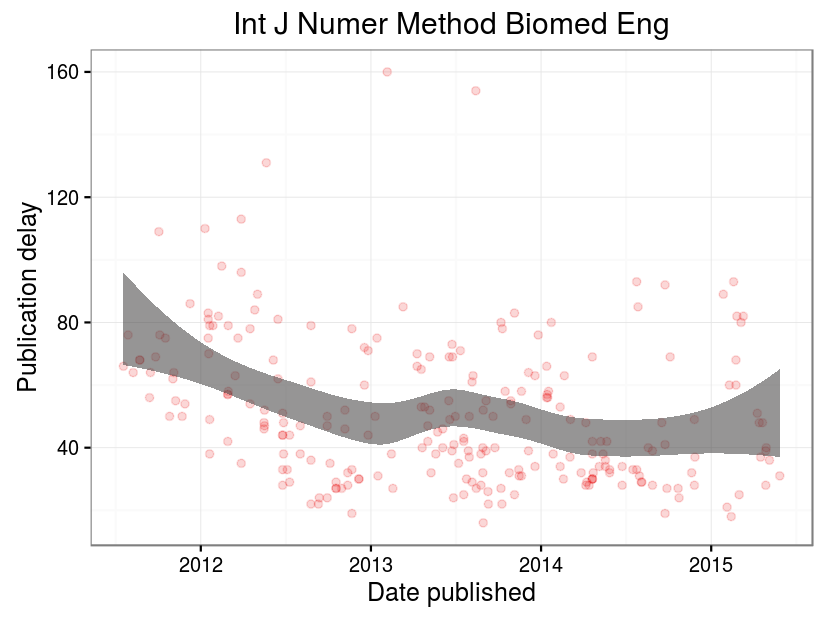 Int J Numer Method Biomed Eng
Publication delay
160
120
80
40
2012 2013 2014 2015
Date published